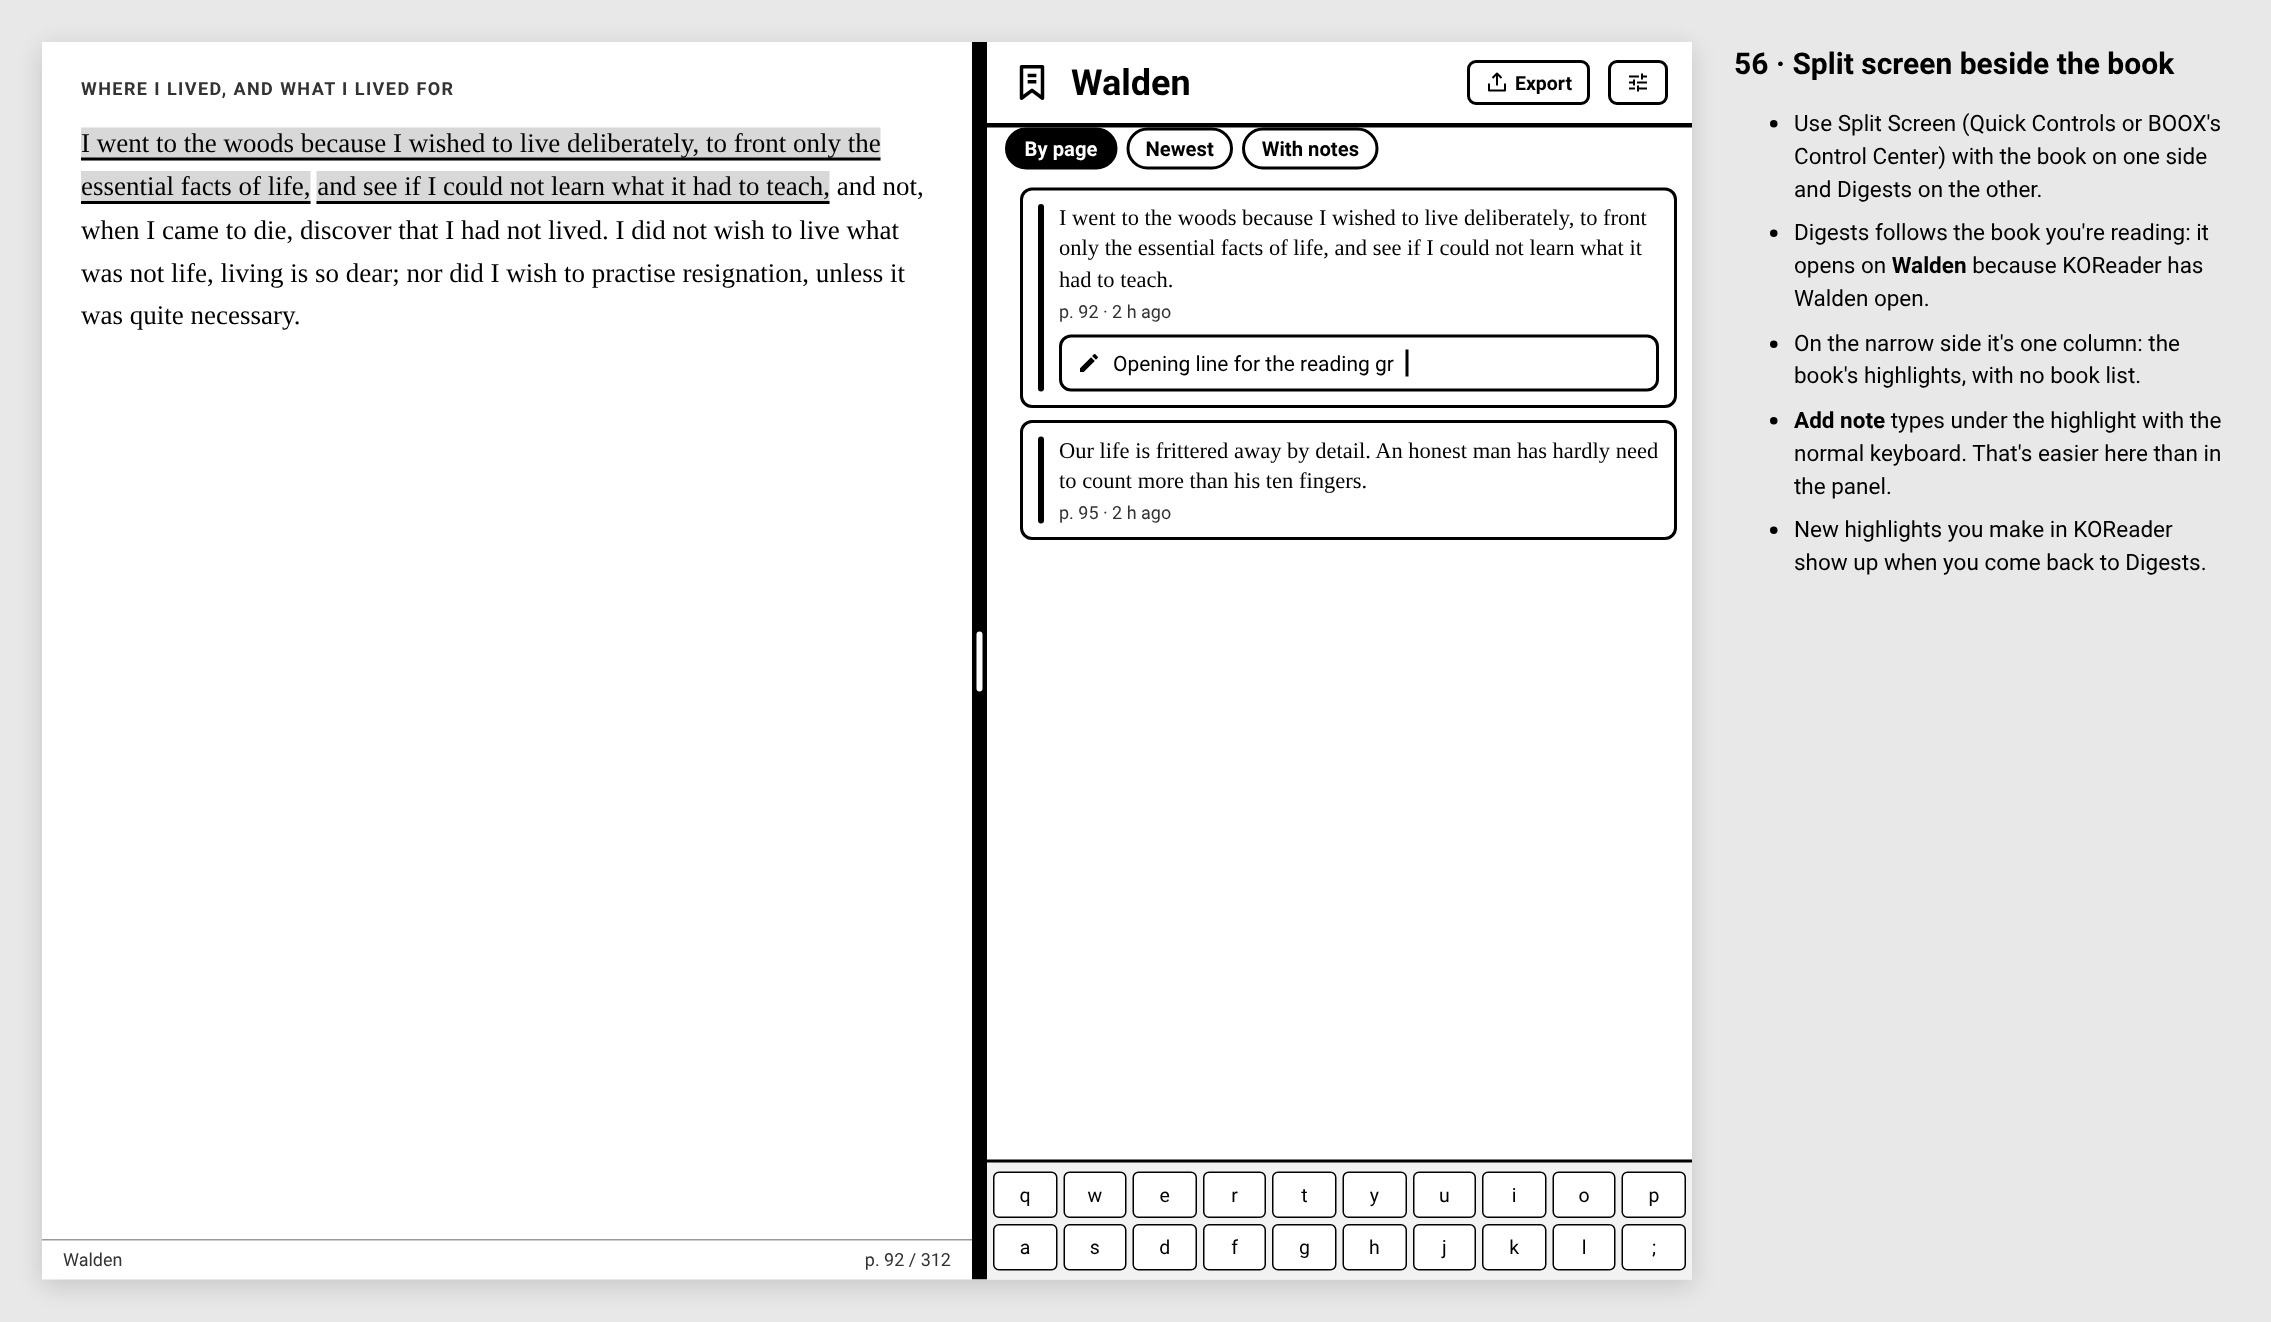 WHERE I LIVED, AND WHAT I LIVED FOR
I went to the woods because I wished to live deliberately, to front only the
essential facts of life, and see if I could not learn what it had to teach, and not,
when I came to die, discover that I had not lived. I did not wish to live what
was not life, living is so dear; nor did I wish to practise resignation, unless it
was quite necessary.
Walden
p. 92 / 312
Walden
Export
By page
Newest
With notes
I went to the woods because I wished to live deliberately, to front
only the essential facts of life, and see if I could not learn what it
had to teach.
p. 92 · 2 h ago
Opening line for the reading gr
Our life is frittered away by detail. An honest man has hardly need
to count more than his ten fingers.
p. 95 · 2 h ago
q w e r t y u i o p
a s d f g h j k l ;
56 · Split screen beside the book
• Use Split Screen (Quick Controls or BOOX's
Control Center) with the book on one side
and Digests on the other.
• Digests follows the book you're reading: it
opens on Walden because KOReader has
Walden open.
• On the narrow side it's one column: the
book's highlights, with no book list.
• Add note types under the highlight with the
normal keyboard. That's easier here than in
the panel.
• New highlights you make in KOReader
show up when you come back to Digests.